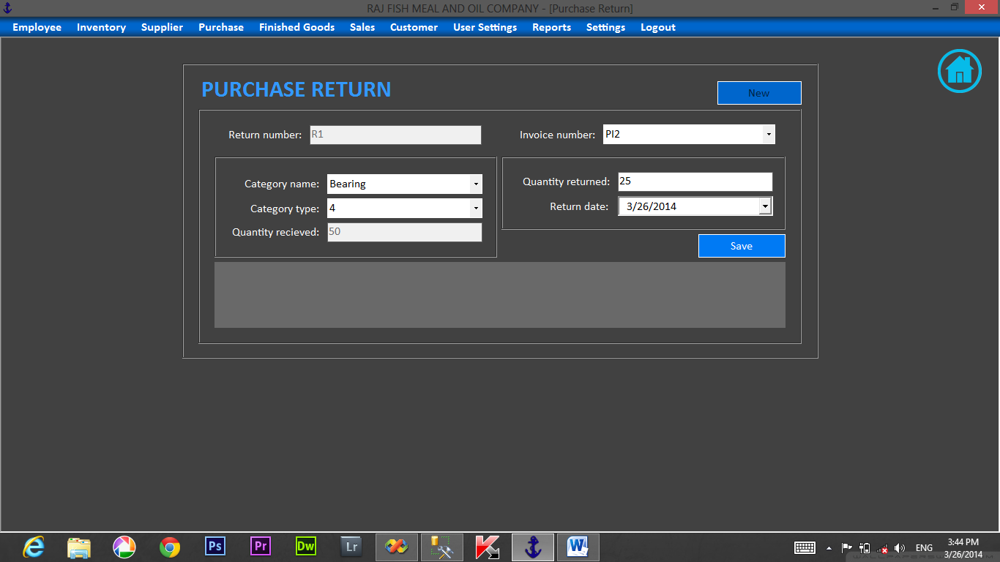 RAJ FISH MEAL AND OIL COMPANY - [Purchase Return]
Employee Inventory Supplier Purchase Finished Goods Sales Customer User Settings Reports Settings Logout
PURCHASE RETURN
New
Return number: R1 Invoice number: PI2
Category name: Bearing
Category type: 4
Quantity recieved: 50
Quantity returned: 25
Return date: 3/26/2014
Save
Ps Pr Dw Lr W
ENG
3:44 PM
3/26/2014